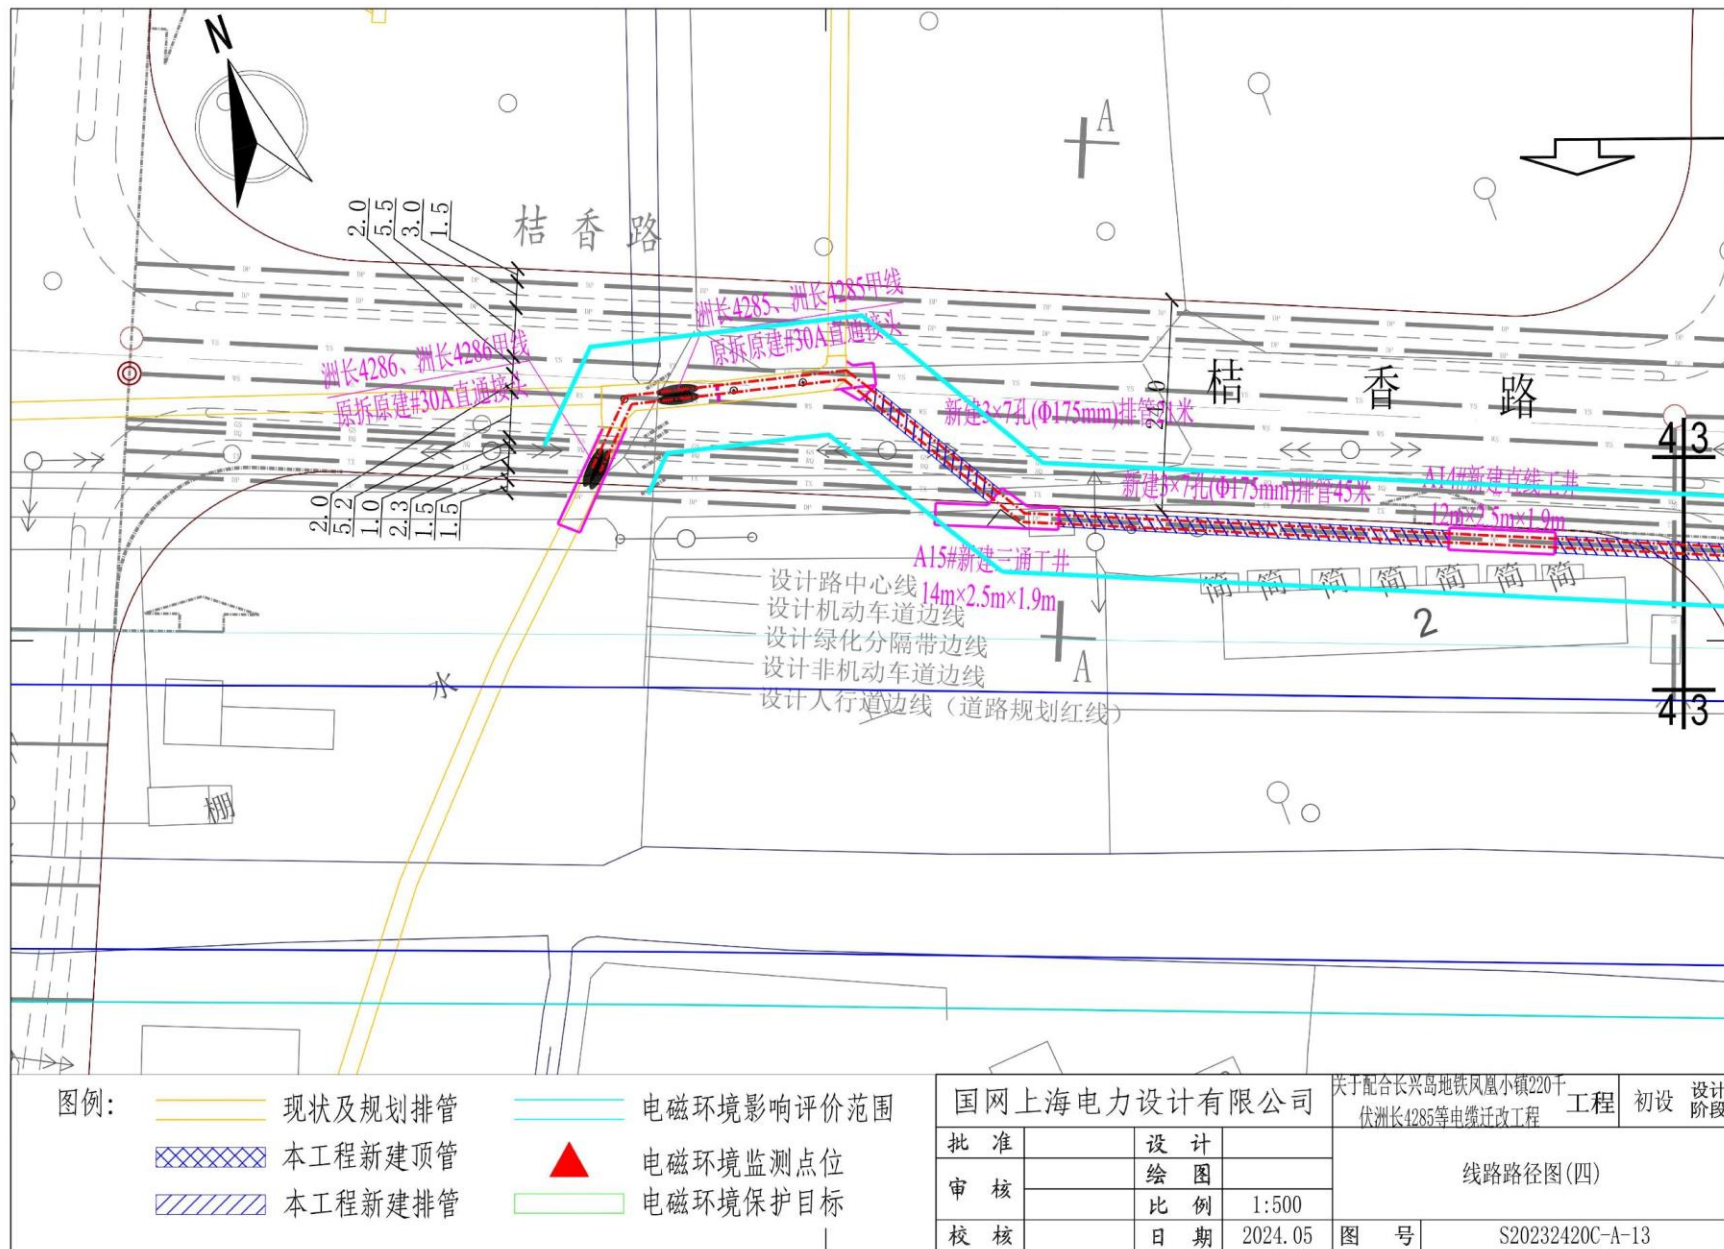 N
A
2.0
5.5
3.0
1.5
桔香路
洲长4285、洲长4285甲线
原拆原建#30A直通接头
洲长4286、洲长4286甲线
原拆原建#30A直通接头
桔香路
21.0
新建3×7孔(Φ175mm)排管51米
新建3×7孔(Φ175mm)排管45米
A14#新建直线工井
12m×2.5m×1.9m
4 3
2.0
5.2
1.0
2.3
1.5
1.5
A15#新建三通工井
14m×2.5m×1.9m
设计路中心线
设计机动车道边线
设计绿化分隔带边线
设计非机动车道边线
设计人行道边线（道路规划红线）
简 简 简 简 简 简 简
2
A
水
4 3
棚
图例：
现状及规划排管
本工程新建顶管
本工程新建排管
电磁环境影响评价范围
电磁环境监测点位
电磁环境保护目标
国网上海电力设计有限公司
关于配合长兴岛地铁凤凰小镇220千
伏洲长4285等电缆迁改工程
工程
初设
设计
阶段
批准
设计
审核
绘图
比例
1:500
线路路径图(四)
校核
日期
2024.05
图号
S20232420C-A-13